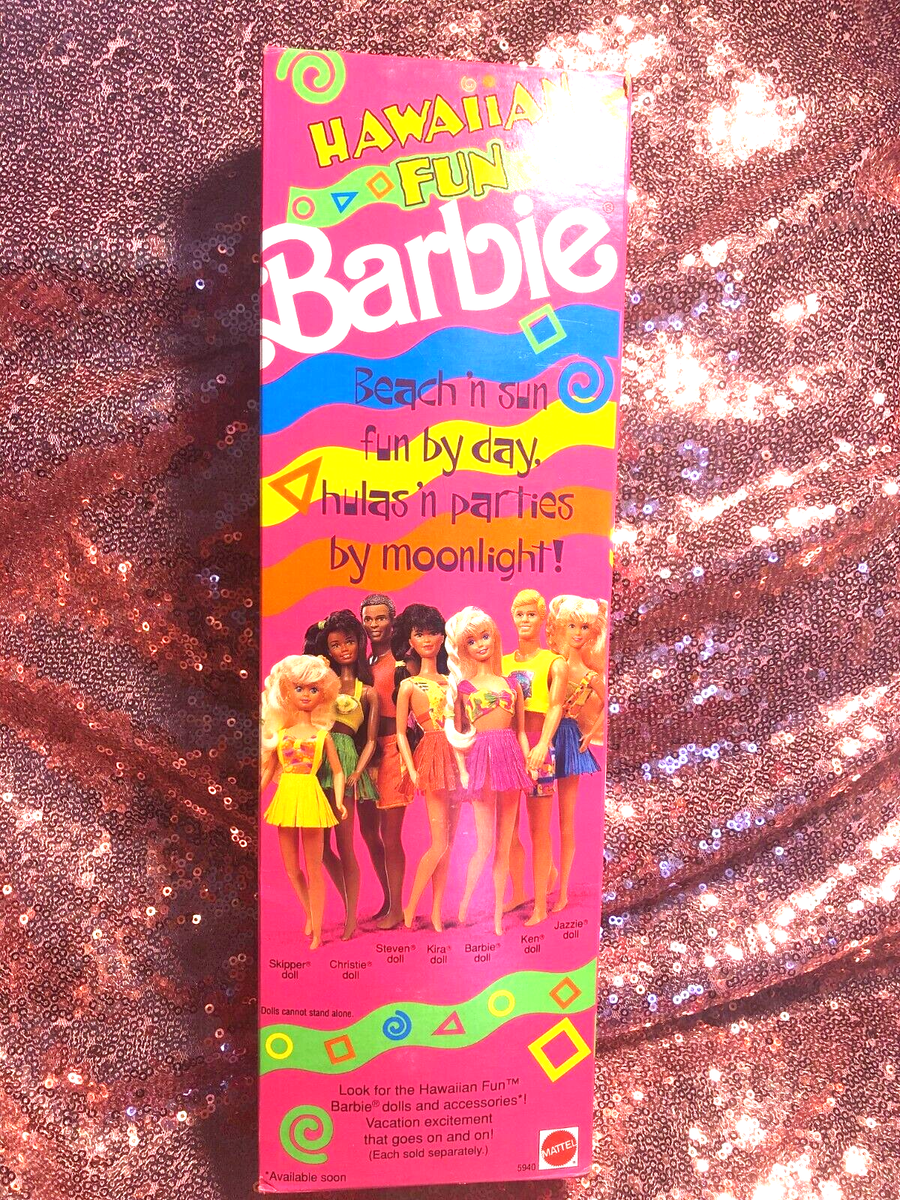 HAWAIIAN
FUN
Barbie®
Beach 'n sun
fun by day,
hulas 'n parties
by moonlight!
Skipper®
doll
Christie®
doll
Steven®
doll
Kira®
doll
Barbie®
doll
Ken®
doll
Jazzie®
doll
Dolls cannot stand alone.
Look for the Hawaiian Fun™
Barbie® dolls and accessories*!
Vacation excitement
that goes on and on!
(Each sold separately.)
*Available soon
5940
MATTEL